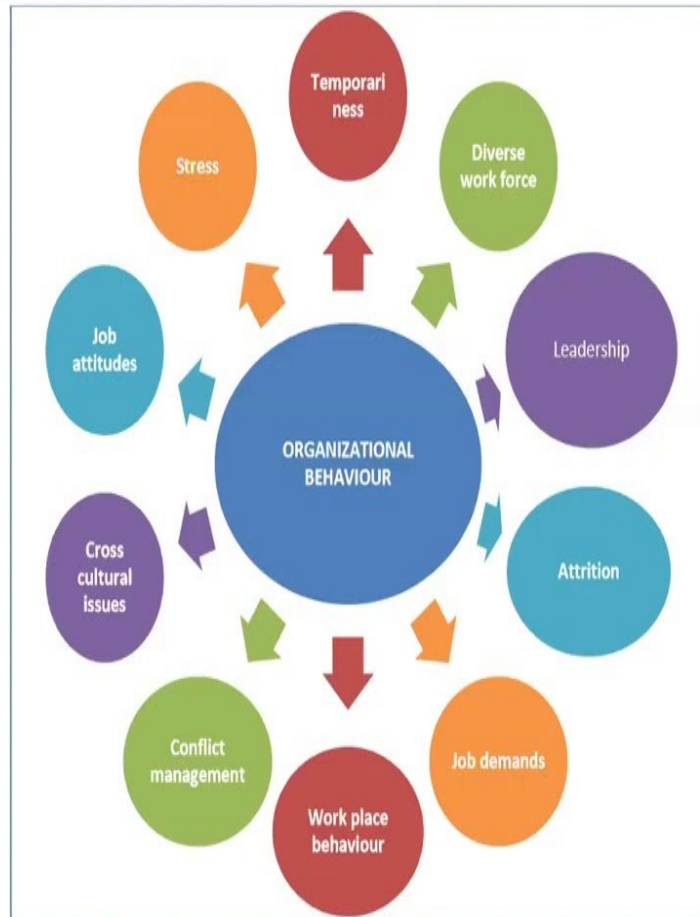 Temporari
ness
Diverse
work force
Leadership
Attrition
Job demands
Work place
behaviour
Conflict
management
Cross
cultural
issues
Job
attitudes
Stress
ORGANIZATIONAL
BEHAVIOUR